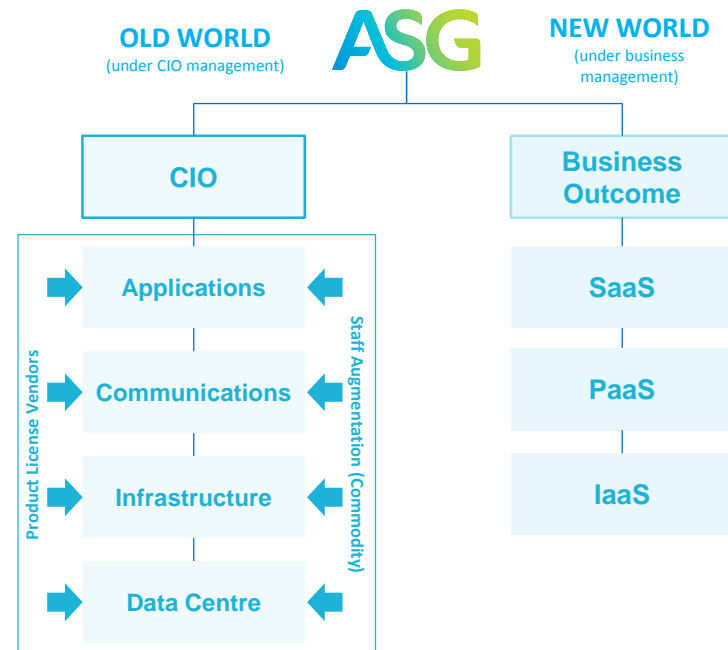 OLD WORLD
(under CIO management)
ASG
NEW WORLD
(under business
management)
CIO
Business
Outcome
Product License Vendors
Applications
Communications
Infrastructure
Data Centre
Staff Augmentation (Commodity)
SaaS
PaaS
IaaS